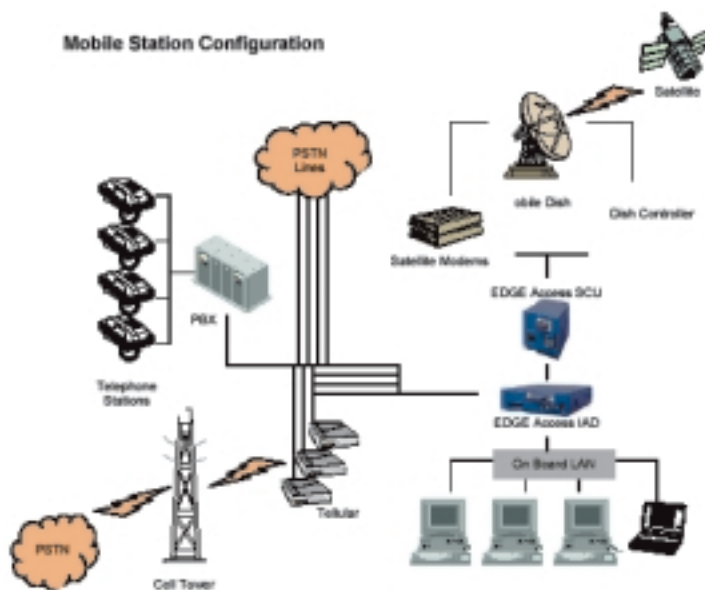 Mobile Station Configuration
Satellite
PSTN
Lines
obile Dish
Dish Controller
Satellite Modems
EDGE Access SCU
PBX
Telephone
Stations
EDGE Access IAD
On Board LAN
Tellular
PSTN
Cell Tower